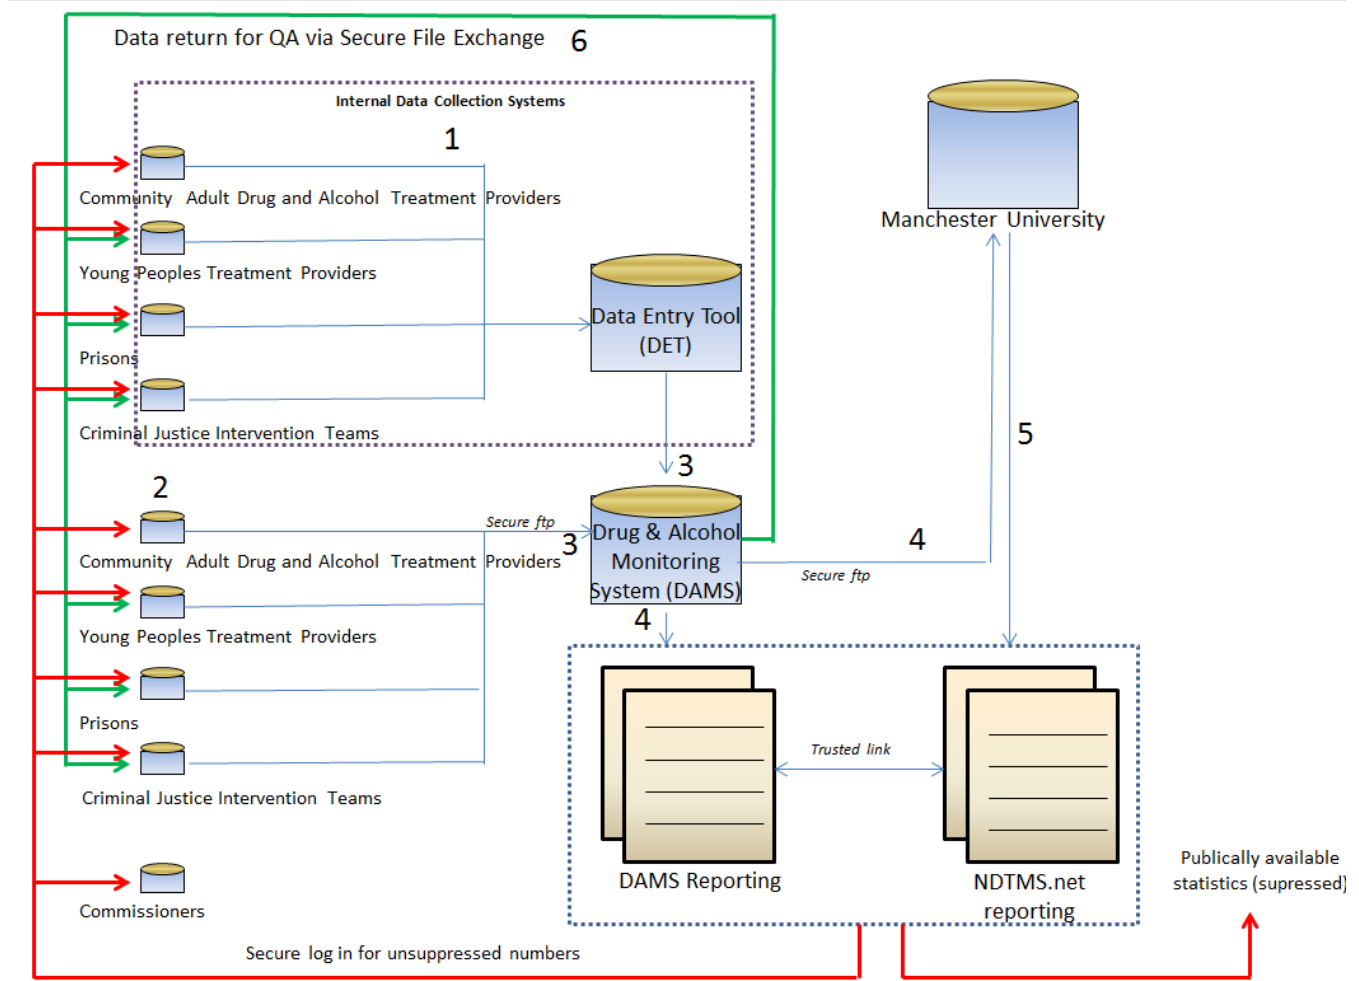 Data return for QA via Secure File Exchange 6
Internal Data Collection Systems
1
Community Adult Drug and Alcohol Treatment Providers
Manchester University
Young Peoples Treatment Providers
Data Entry Tool
(DET)
Prisons
Criminal Justice Intervention Teams
5
3
2
Secure ftp
3
Drug & Alcohol
Monitoring
System (DAMS)
4
Secure ftp
Community Adult Drug and Alcohol Treatment Providers
4
Young Peoples Treatment Providers
Prisons
Trusted link
Criminal Justice Intervention Teams
DAMS Reporting
NDTMS.net
reporting
Publically available
statistics (supressed)
Commissioners
Secure log in for unsuppressed numbers